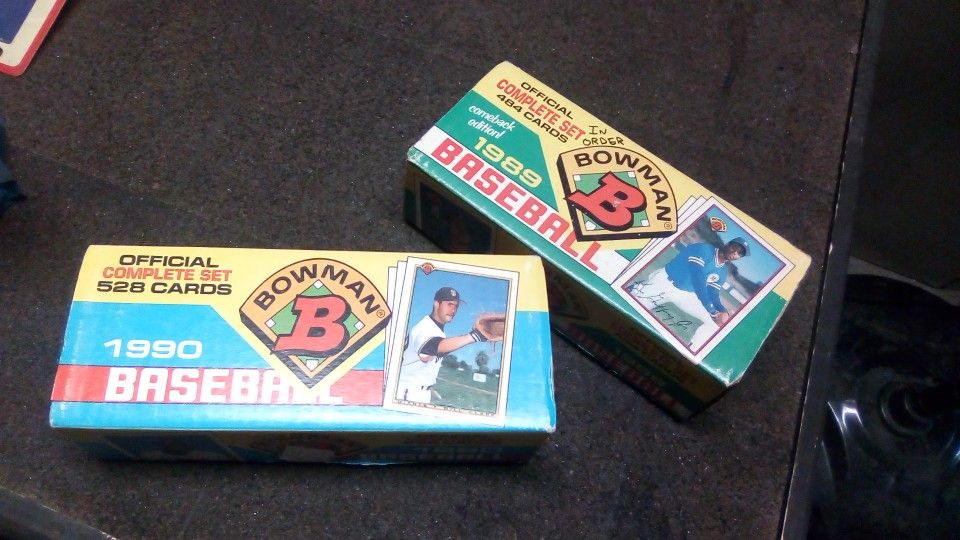 OFFICIAL
COMPLETE SET
484 CARDS
IN
ORDER
comeback
edition!
1989
BASEBALL
BOWMAN®
B
OFFICIAL
COMPLETE SET
528 CARDS
BOWMAN®
B
1990
BASEBALL